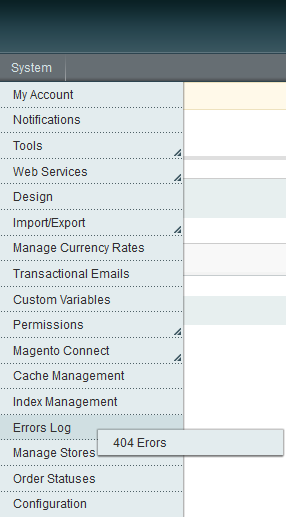 System
My Account
Notifications
Tools
Web Services
Design
Import/Export
Manage Currency Rates
Transactional Emails
Custom Variables
Permissions
Magento Connect
Cache Management
Index Management
Errors Log
404 Erors
Manage Stores
Order Statuses
Configuration